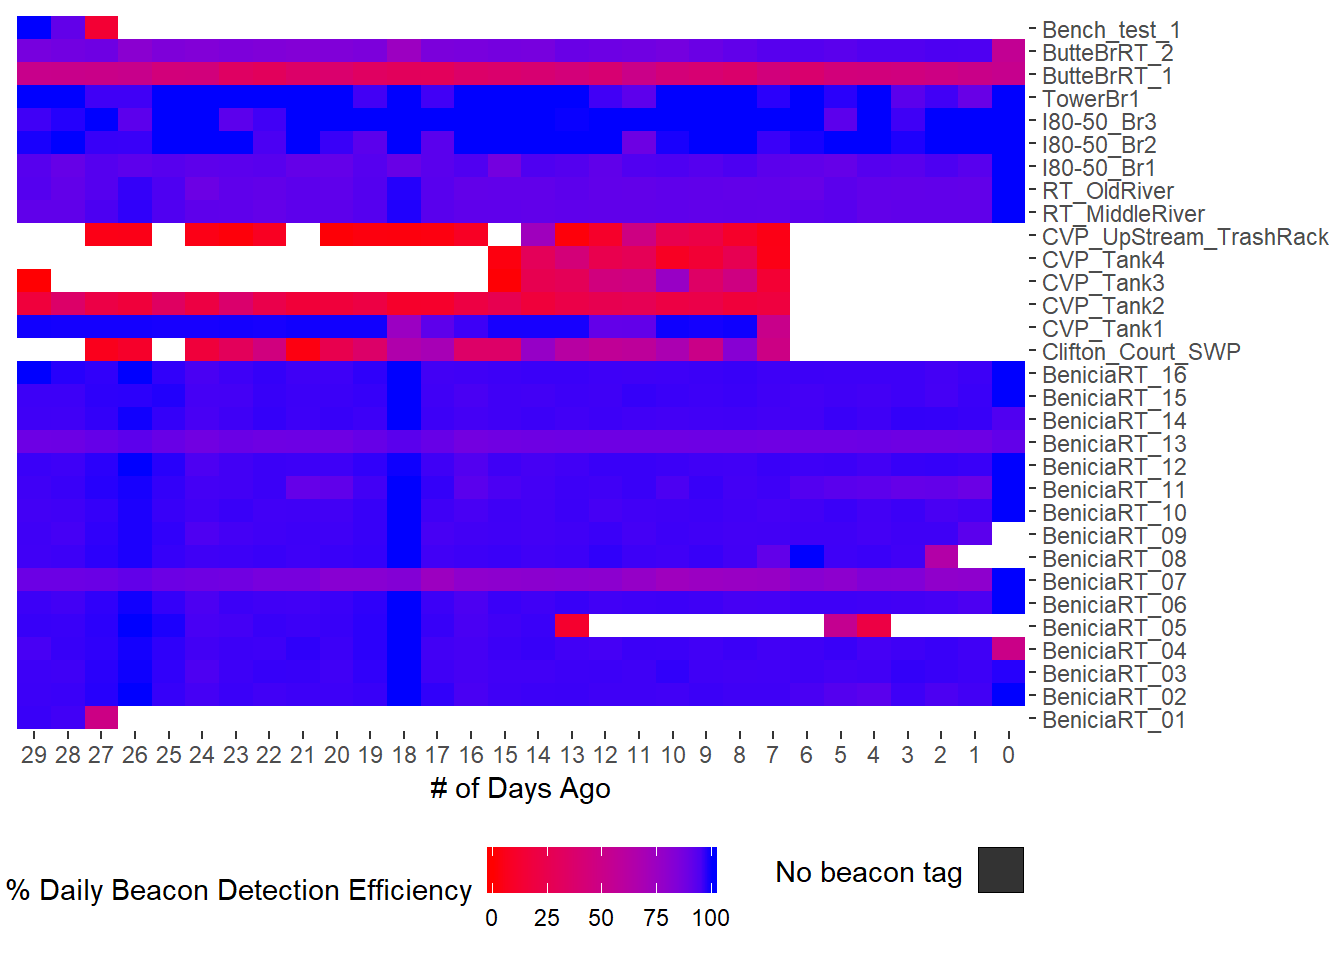 Bench_test_1
ButteBrRT_2
ButteBrRT_1
TowerBr1
I80-50_Br3
I80-50_Br2
I80-50_Br1
RT_OldRiver
RT_MiddleRiver
CVP_UpStream_TrashRack
CVP_Tank4
CVP_Tank3
CVP_Tank2
CVP_Tank1
Clifton_Court_SWP
BeniciaRT_16
BeniciaRT_15
BeniciaRT_14
BeniciaRT_13
BeniciaRT_12
BeniciaRT_11
BeniciaRT_10
BeniciaRT_09
BeniciaRT_08
BeniciaRT_07
BeniciaRT_06
BeniciaRT_05
BeniciaRT_04
BeniciaRT_03
BeniciaRT_02
BeniciaRT_01
29 28 27 26 25 24 23 22 21 20 19 18 17 16 15 14 13 12 11 10 9 8 7 6 5 4 3 2 1 0
# of Days Ago
% Daily Beacon Detection Efficiency
0 25 50 75 100
No beacon tag